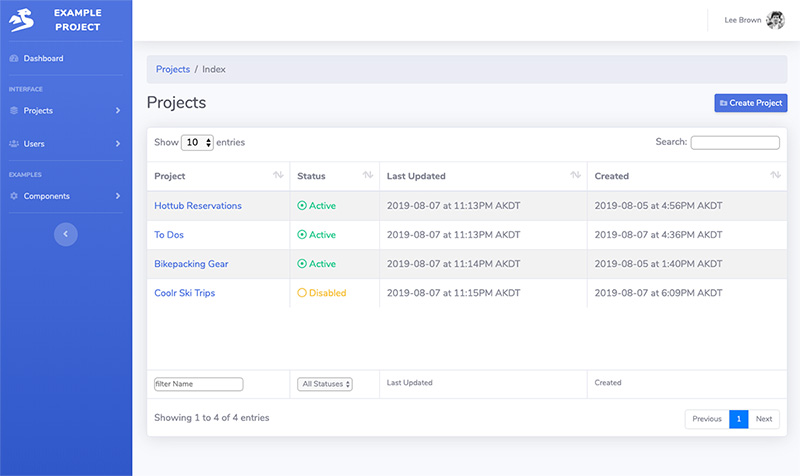 EXAMPLE
PROJECT
Lee Brown
Dashboard
INTERFACE
Projects
Users
EXAMPLES
Components
Projects / Index
Projects
Create Project
Show 10 entries
Search:
Project Status Last Updated Created
Hottub Reservations Active 2019-08-07 at 11:13PM AKDT 2019-08-05 at 4:56PM AKDT
To Dos Active 2019-08-07 at 11:13PM AKDT 2019-08-07 at 4:36PM AKDT
Bikepacking Gear Active 2019-08-07 at 11:14PM AKDT 2019-08-05 at 1:40PM AKDT
Coolr Ski Trips Disabled 2019-08-07 at 11:15PM AKDT 2019-08-07 at 6:09PM AKDT
filter Name All Statuses Last Updated Created
Showing 1 to 4 of 4 entries
Previous 1 Next